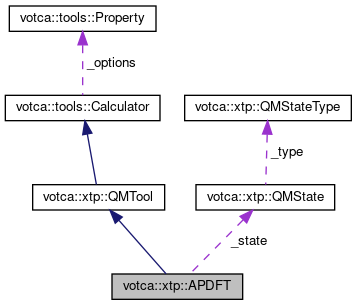 votca::tools::Property
_options
votca::tools::Calculator
votca::xtp::QMStateType
_type
votca::xtp::QMTool
votca::xtp::QMState
_state
votca::xtp::APDFT